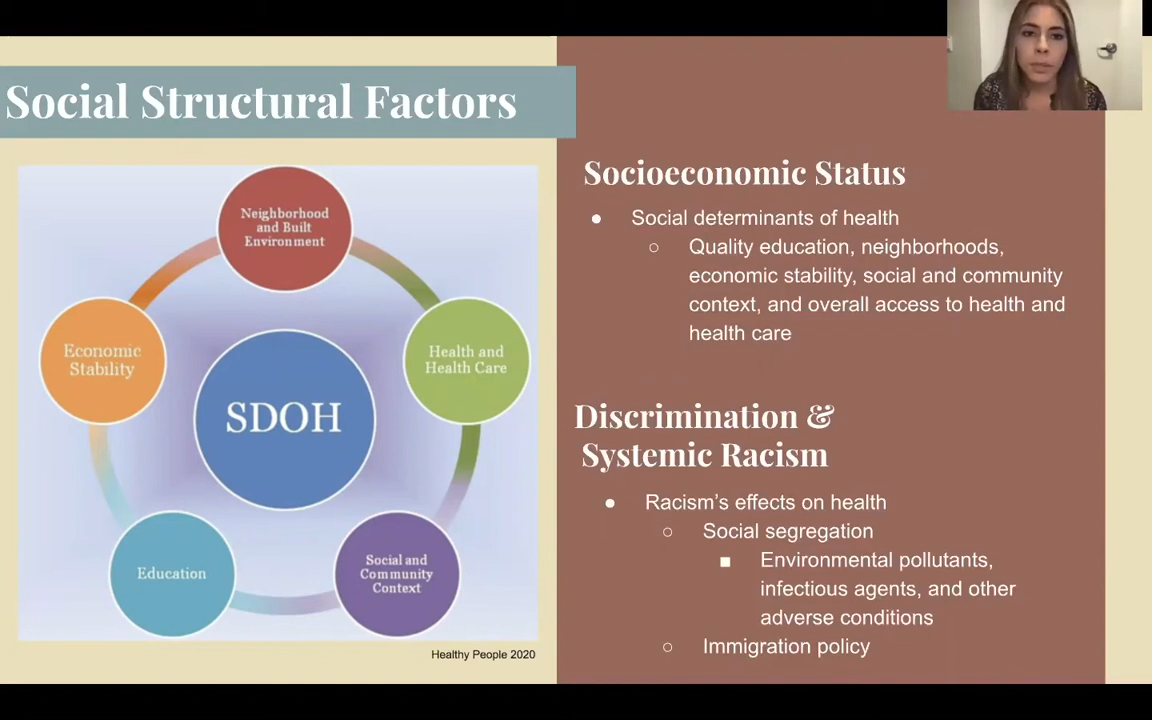 Social Structural Factors
Neighborhood
and Built
Environment
Economic
Stability
Health and
Health Care
SDOH
Education
Social and
Community
Context
Healthy People 2020
Socioeconomic Status
● Social determinants of health
○ Quality education, neighborhoods,
economic stability, social and community
context, and overall access to health and
health care
Discrimination &
Systemic Racism
● Racism’s effects on health
○ Social segregation
■ Environmental pollutants,
infectious agents, and other
adverse conditions
○ Immigration policy